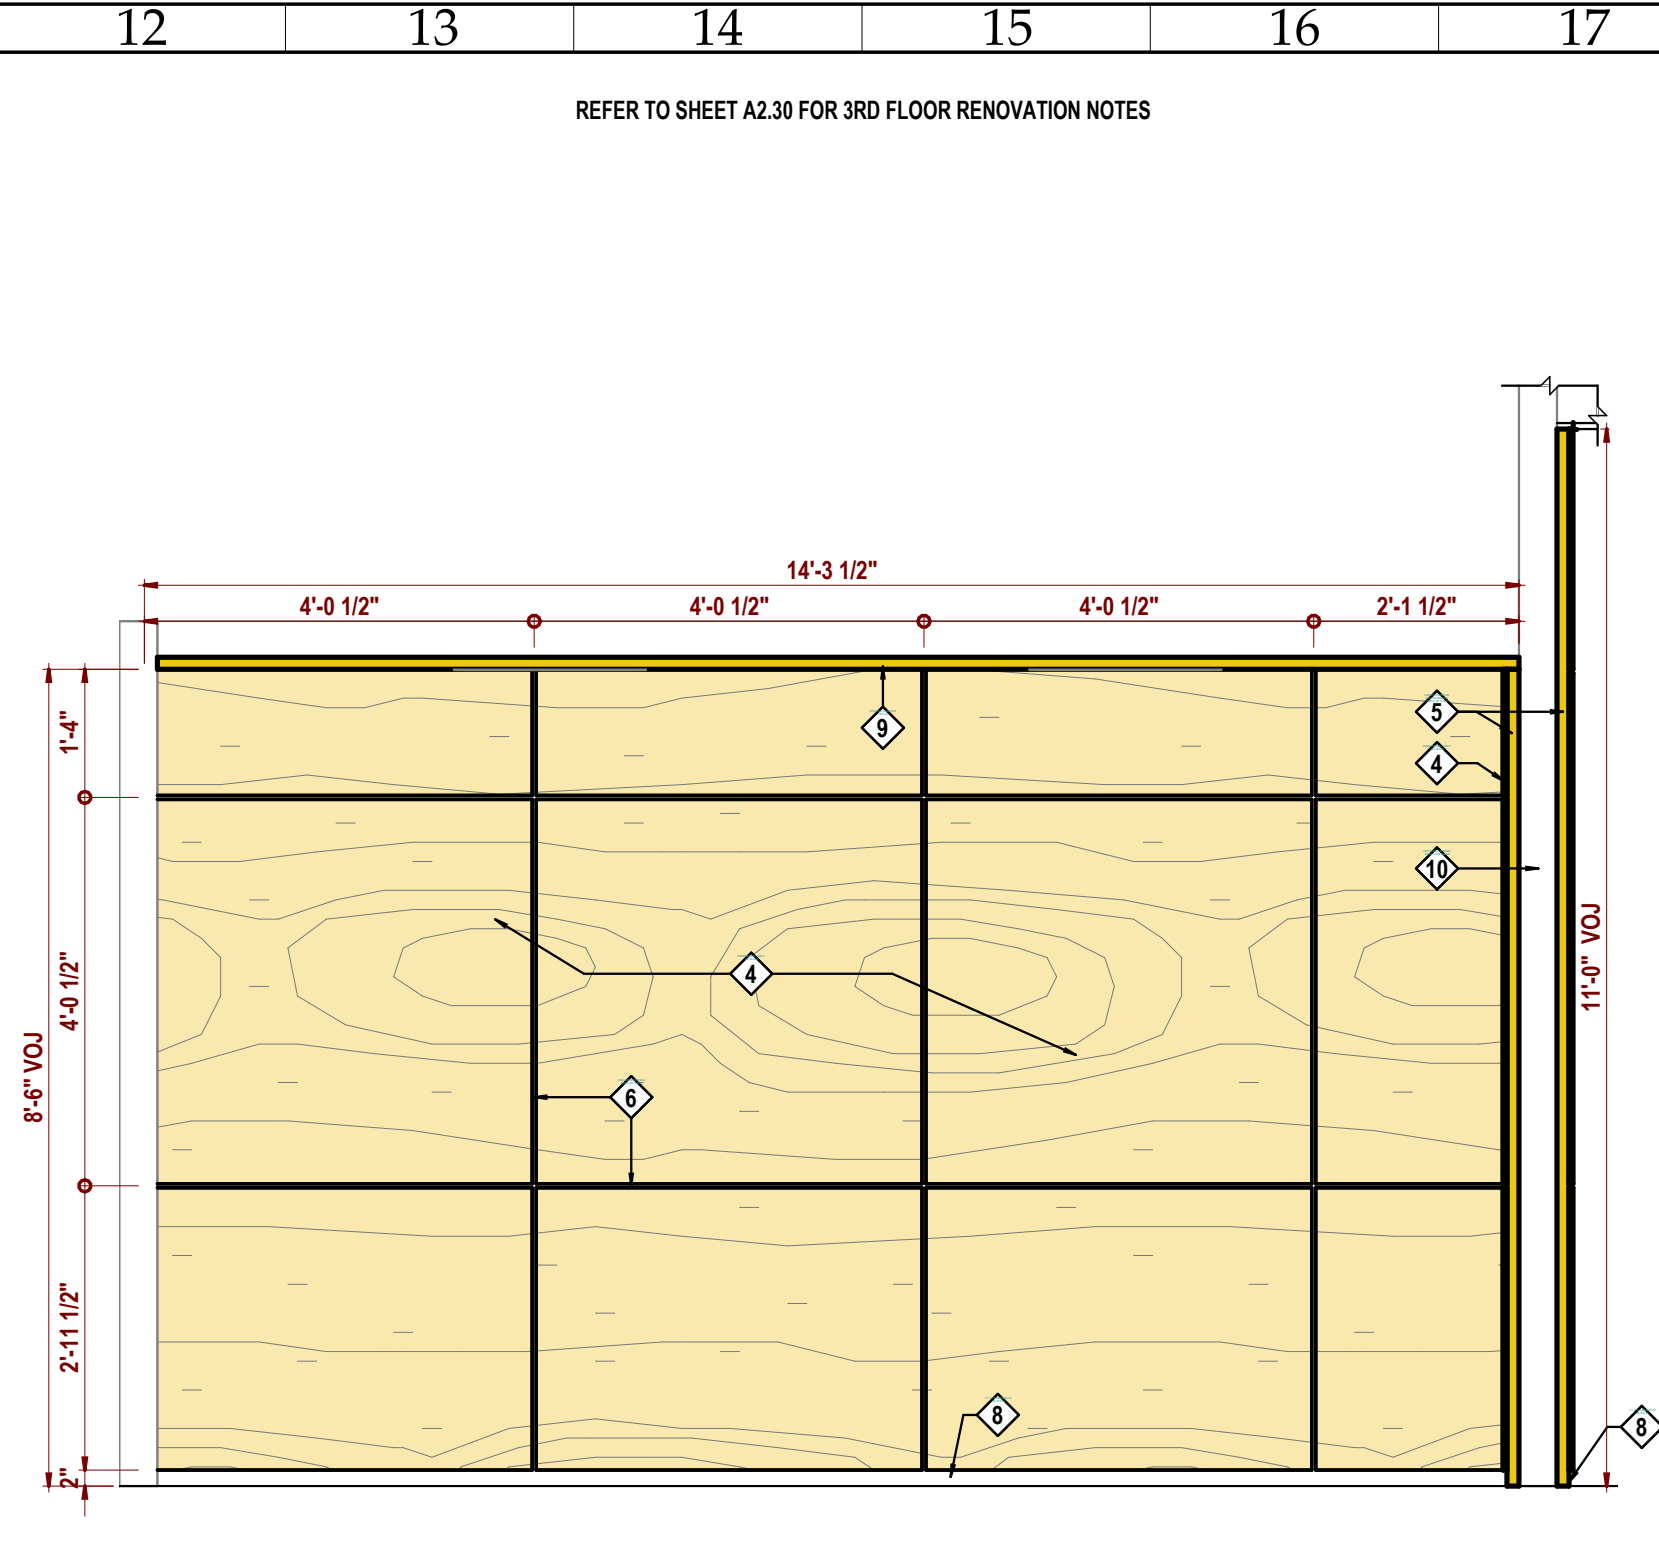 12 13 14 15 16 17
REFER TO SHEET A2.30 FOR 3RD FLOOR RENOVATION NOTES
14'-3 1/2"
4'-0 1/2" 4'-0 1/2" 4'-0 1/2" 2'-1 1/2"
1'-4"
5
9
4
10
11'-0" VOJ
4'-0 1/2"
4
8'-6" VOJ
6
2'-11 1/2"
8
8
2"